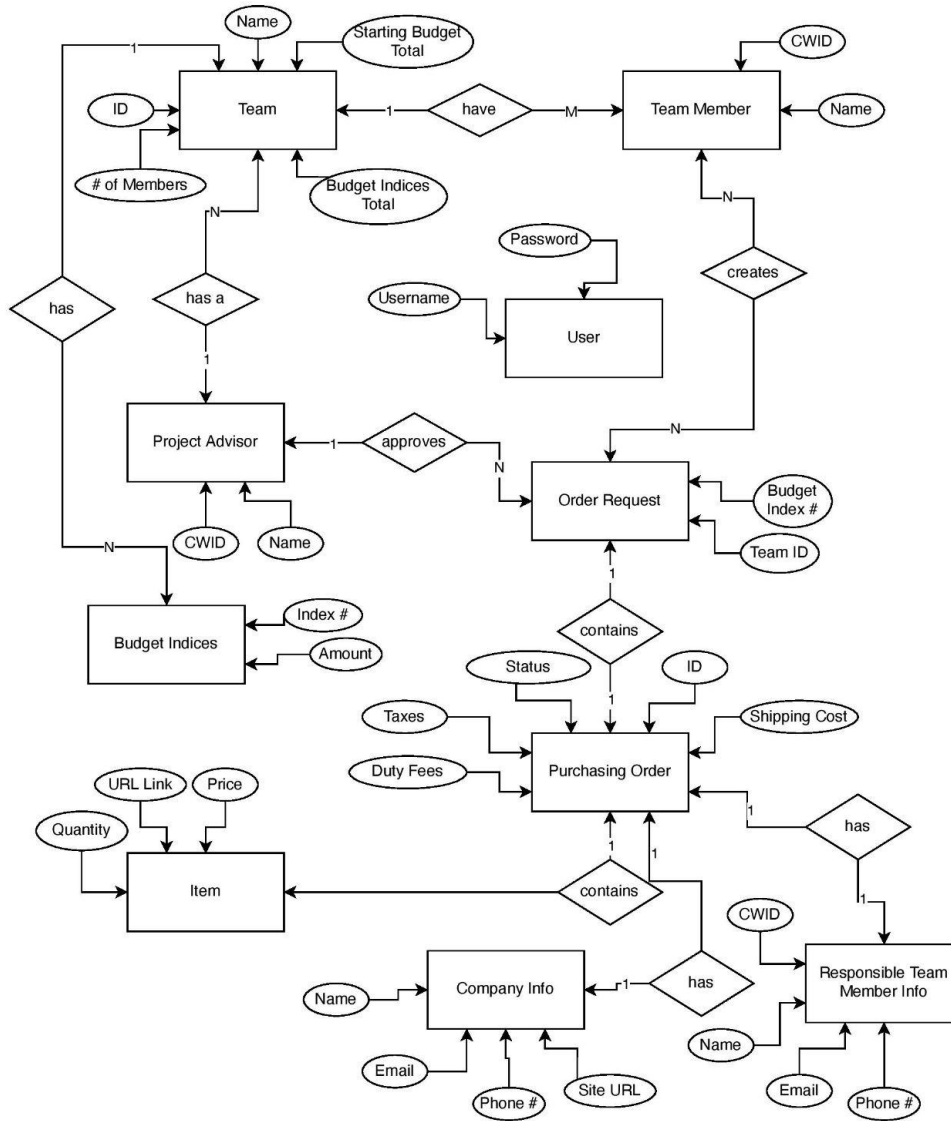 Name
Starting Budget
Total
1
CWID
Team
ID
1
have
M
Team Member
Name
# of Members
Budget Indices
Total
N
N
Password
creates
has
has a
Username
User
1
N
Project Advisor
1
approves
N
Order Request
Budget
Index #
CWID
Name
Team ID
N
1
Index #
Budget Indices
Amount
contains
Status
ID
1
Taxes
Shipping Cost
Duty Fees
Purchasing Order
URL Link
Price
1
Quantity
1
1
has
Item
contains
1
CWID
Name
Company Info
1
has
Responsible Team
Member Info
Name
Email
Phone #
Site URL
Email
Phone #